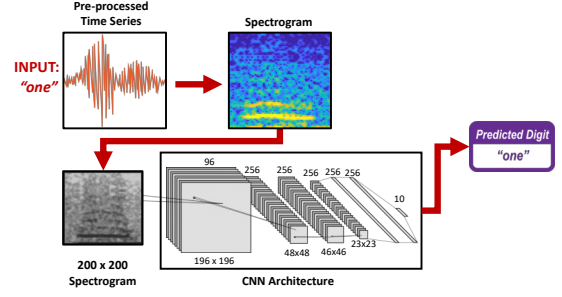 Pre-processed
Time Series
Spectrogram
INPUT:
"one"
Predicted Digit
"one"
96
256
256
256
256
256
10
196 x 196
48x48
46x46
23x23
200 x 200
Spectrogram
CNN Architecture